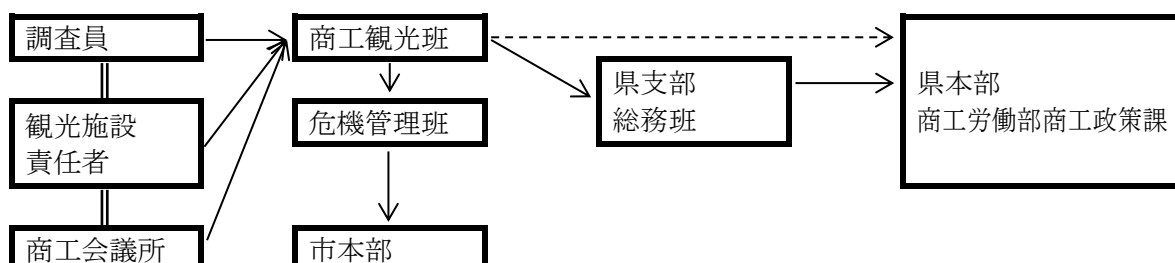 調査員
商工観光班
県支部
総務班
県本部
商工労働部商工政策課
観光施設
責任者
危機管理班
商工会議所
市本部